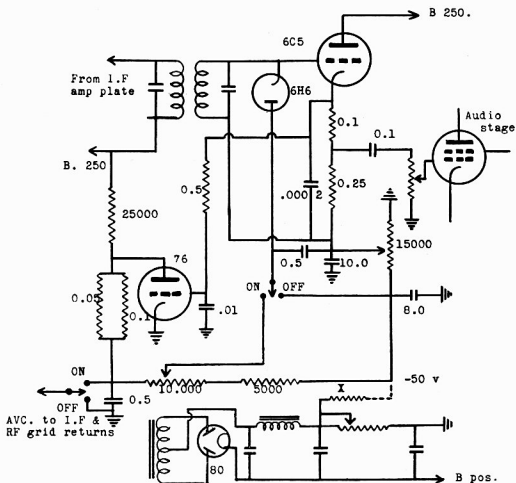 B 250.
6C5
From I.F
amp plate
6H6
Audio
stage
0.1
0.1
B. 250
0.5
.000 2
0.25
25000
15000
76
0.5
10.0
ON
OFF
0.05
0.1
.01
8.0
ON
10.000
5000
-50 v
X
OFF
0.5
AVC. to I.F &
RF grid returns
80
B pos.